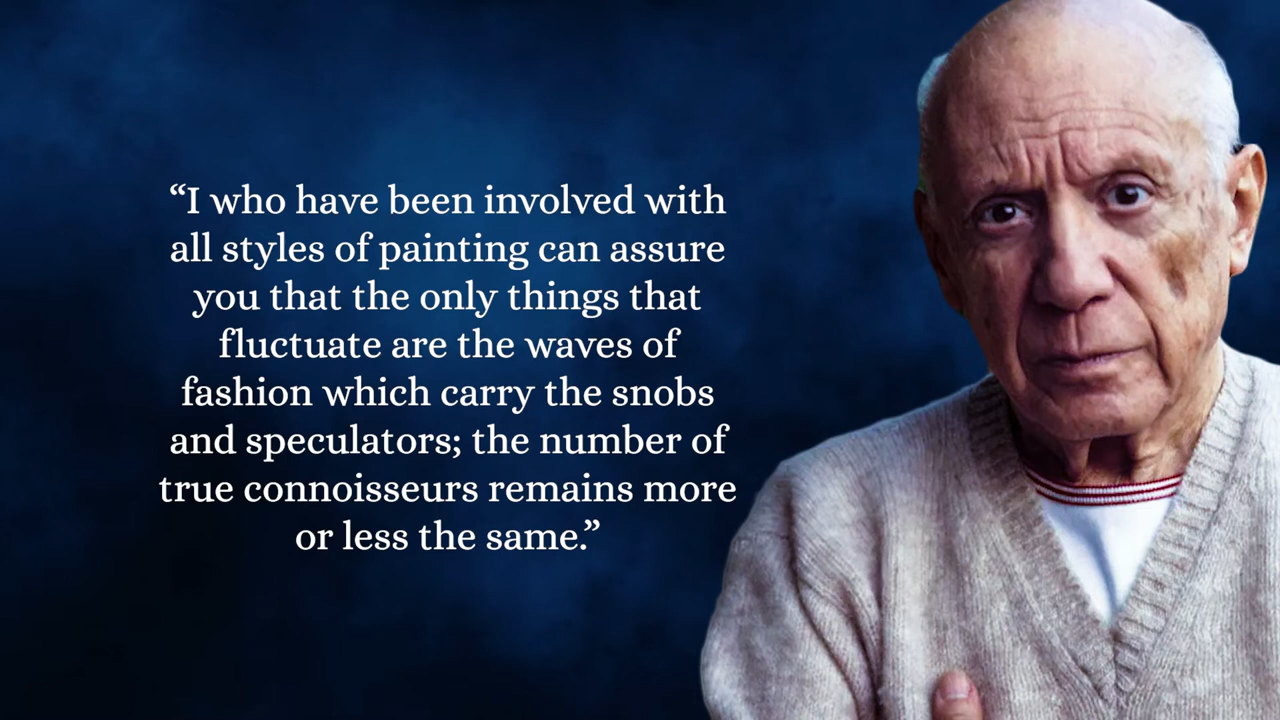 “I who have been involved with
all styles of painting can assure
you that the only things that
fluctuate are the waves of
fashion which carry the snobs
and speculators; the number of
true connoisseurs remains more
or less the same.”